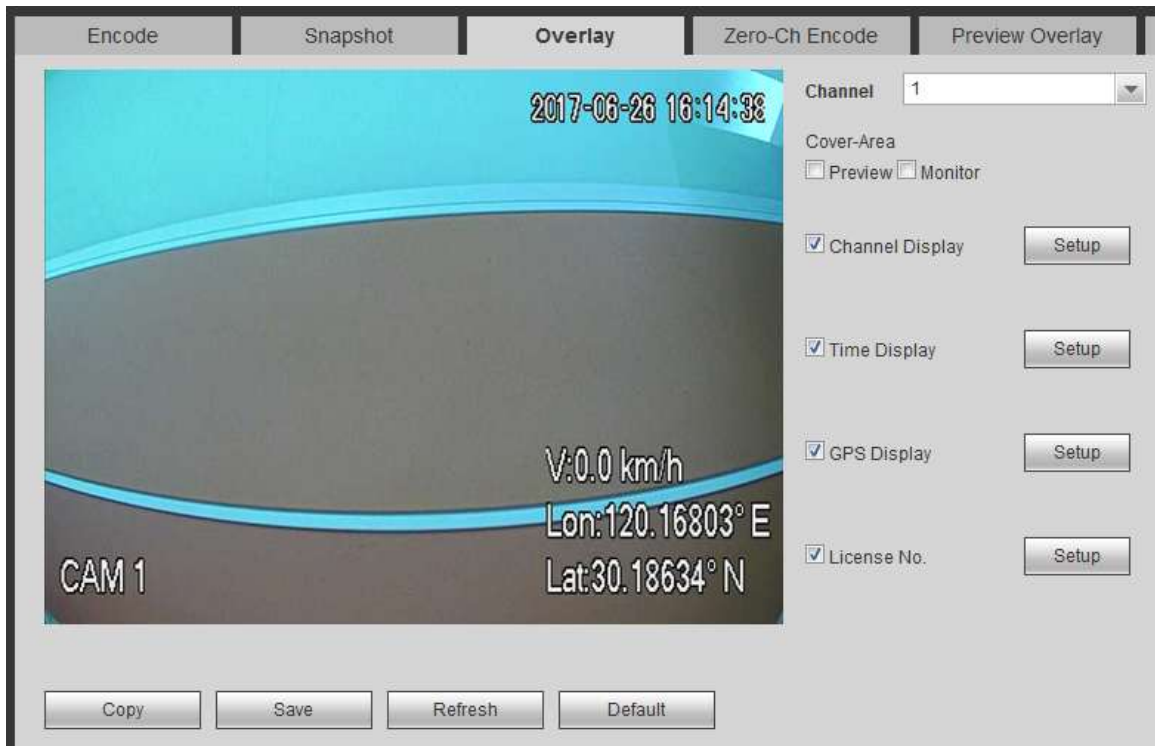 Encode Snapshot Overlay Zero-Ch Encode Preview Overlay
2017-06-26 16:14:38
Channel 1
Cover-Area
Preview Monitor
Channel Display Setup
Time Display Setup
GPS Display Setup
License No. Setup
V:0.0 km/h
Lon:120.16803° E
CAM 1 Lat:30.18634° N
Copy Save Refresh Default